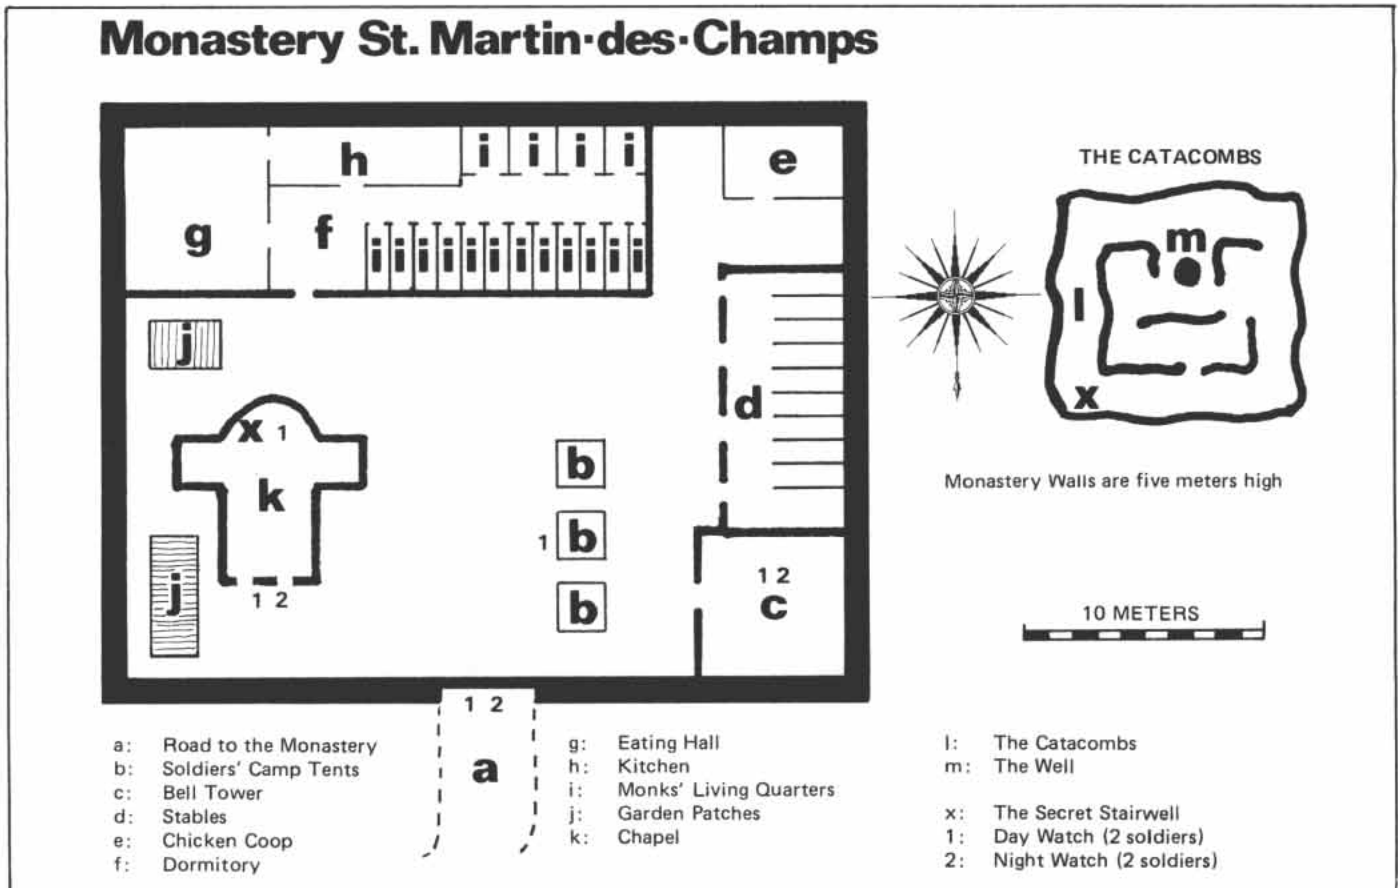 Monastery St. Martin·des·Champs
h i i i i e
g f
i i i i i i i i i i i i
THE CATACOMBS
m
l
x
j
d
x 1
k
b
1 b
b
j
1 2
1 2
c
Monastery Walls are five meters high
10 METERS
1 2
a
a: Road to the Monastery
b: Soldiers' Camp Tents
c: Bell Tower
d: Stables
e: Chicken Coop
f: Dormitory
g: Eating Hall
h: Kitchen
i: Monks' Living Quarters
j: Garden Patches
k: Chapel
l: The Catacombs
m: The Well
x: The Secret Stairwell
1: Day Watch (2 soldiers)
2: Night Watch (2 soldiers)